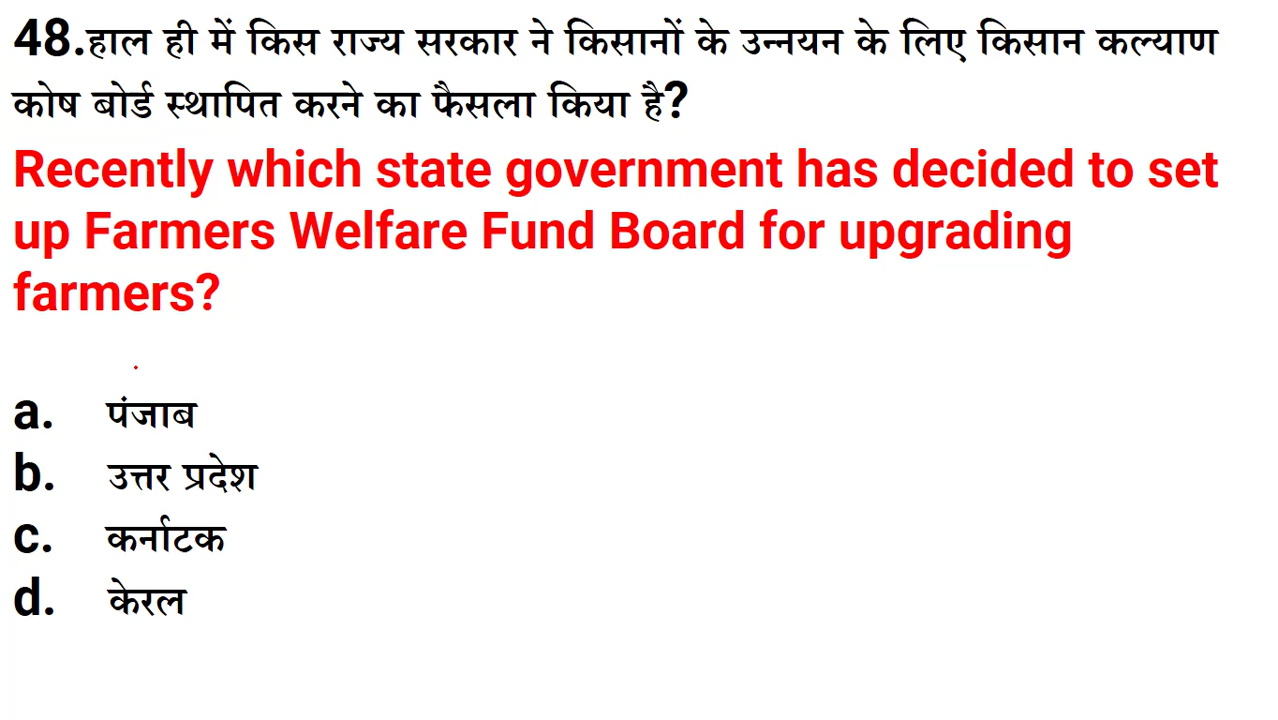 48.हाल ही में किस राज्य सरकार ने किसानों के उन्नयन के लिए किसान कल्याण
कोष बोर्ड स्थापित करने का फैसला किया है?
Recently which state government has decided to set
up Farmers Welfare Fund Board for upgrading
farmers?
a. पंजाब
b. उत्तर प्रदेश
c. कर्नाटक
d. केरल